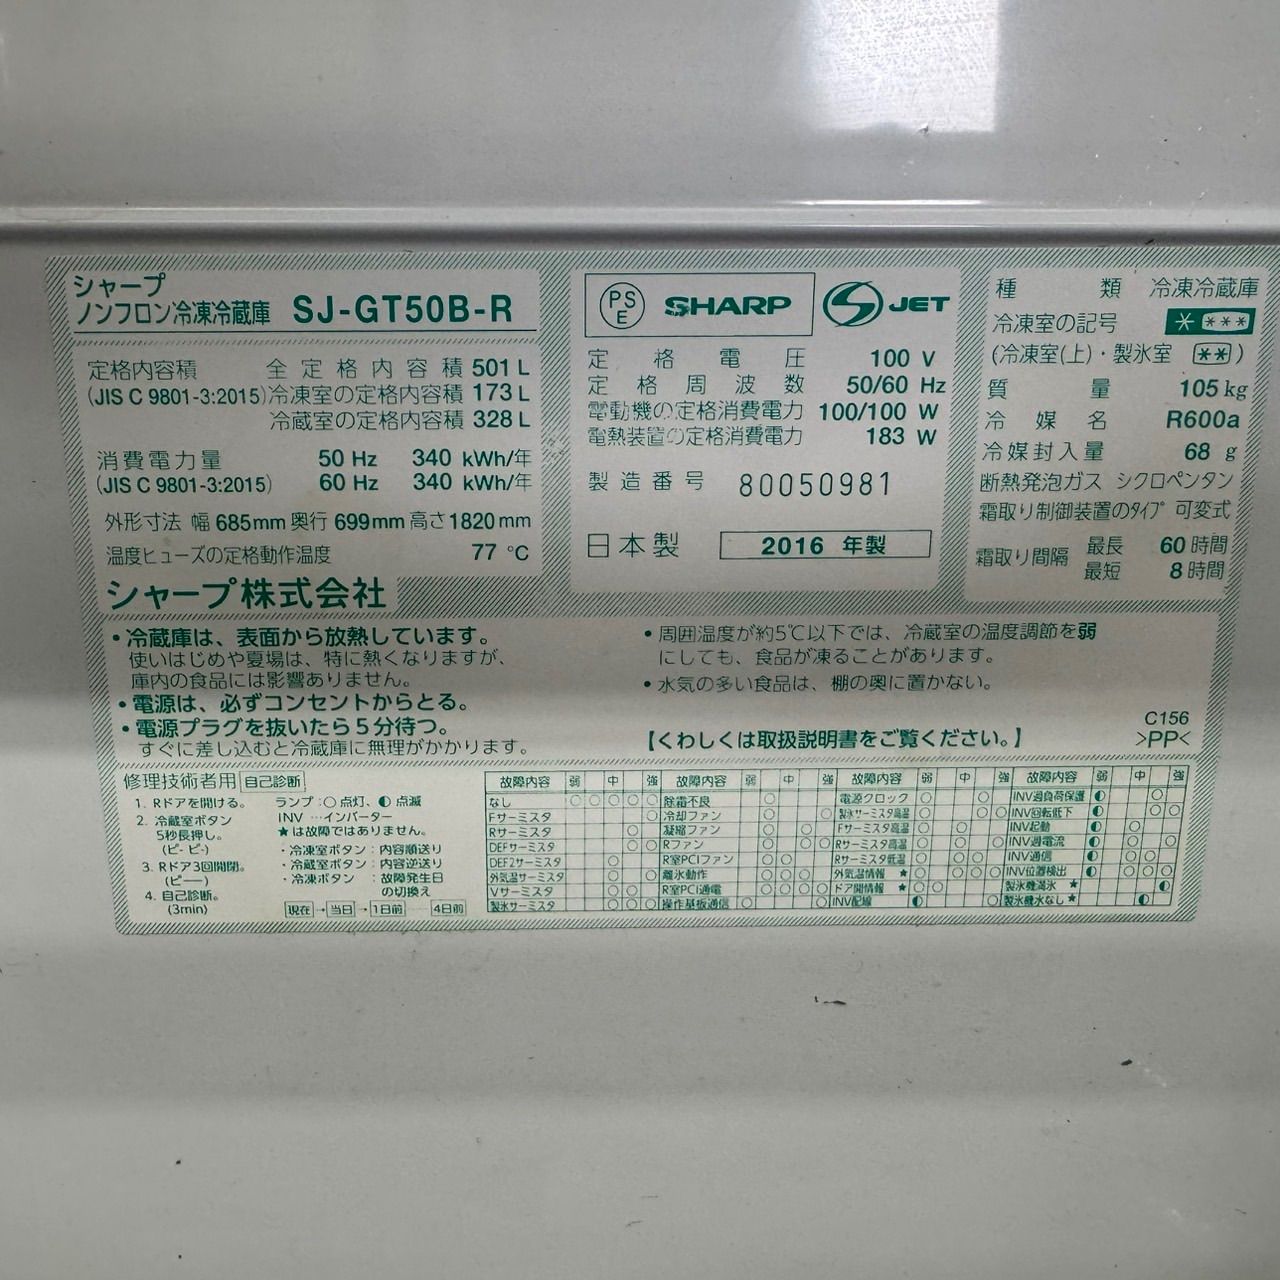 シャープ
ノンフロン冷凍冷蔵庫 SJ-GT50B-R
定格内容積 全定格内容積 501 L
(JIS C 9801-3:2015) 冷凍室の定格内容積 173 L
冷蔵室の定格内容積 328 L
消費電力量 50 Hz 340 kWh/年
(JIS C 9801-3:2015) 60 Hz 340 kWh/年
外形寸法 幅 685mm 奥行 699mm 高さ 1820mm
温度ヒューズの定格動作温度 77 ℃
シャープ株式会社
PSE SHARP S JET
定格電圧 100 V
定格周波数 50/60 Hz
電動機の定格消費電力 100/100 W
電熱装置の定格消費電力 183 W
製造番号 80050981
日本製 2016 年製
種類 冷凍冷蔵庫
冷凍室の記号 * ***
(冷凍室(上)・製氷室 ** )
質量 105 kg
冷媒名 R600a
冷媒封入量 68 g
断熱発泡ガス シクロペンタン
霜取り制御装置のタイプ 可変式
霜取り間隔 最長 60 時間
最短 8 時間
・冷蔵庫は、表面から放熱しています。
使いはじめや夏場は、特に熱くなりますが、
庫内の食品には影響ありません。
・電源は、必ずコンセントからとる。
・電源プラグを抜いたら5分待つ。
すぐに差し込むと冷蔵庫に無理がかかります。
・周囲温度が約5℃以下では、冷蔵室の温度調節を弱
にしても、食品が凍ることがあります。
・水気の多い食品は、棚の奥に置かない。
【くわしくは取扱説明書をご覧ください。】
C156
>PP<
修理技術者用 自己診断
1. Rドアを開ける。
2. 冷蔵室ボタン
5秒長押し。
(ピ- ピ-)
3. Rドア3回開閉。
(ピ―)
4. 自己診断。
(3min)
ランプ:○点灯、◐点滅
INV …インバーター
★は故障ではありません。
・冷凍室ボタン:内容順送り
・冷蔵室ボタン:内容逆送り
・冷凍ボタン :故障発生日
の切換え
現在→当日→1日前 4日前
故障内容 弱 中 強 故障内容 弱 中 強 故障内容 弱 中 強 故障内容 弱 中 強
なし 除霜不良 電源クロック INV過負荷保護
Fサーミスタ 冷却ファン 製氷サーミスタ高温 INV回転低下
Rサーミスタ 凝縮ファン Fサーミスタ高温 INV起動
DEFサーミスタ Rファン Rサーミスタ高温 INV過電流
DEF2サーミスタ R室PCIファン Rサーミスタ低温 INV通信
外気温サーミスタ 離氷動作 外気温情報 ★ INV位置検出
Vサーミスタ R室PCI通電 ドア開情報 ★ 製氷機満氷 ★
製氷サーミスタ 操作基板通信 INV配線 製氷機水なし ★